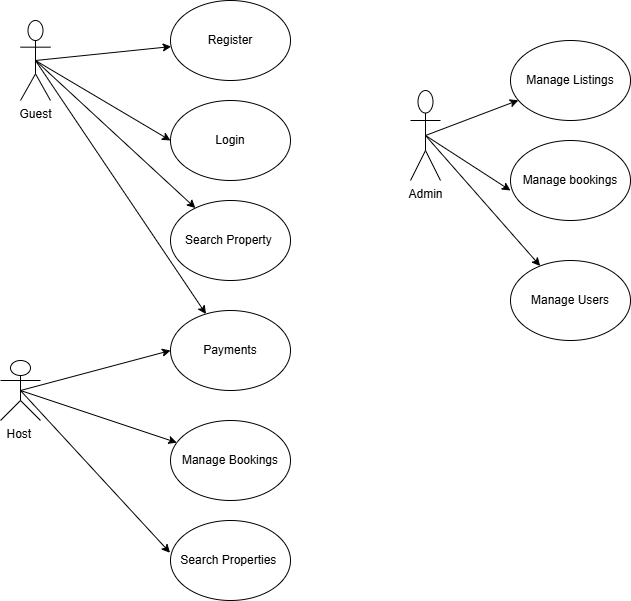 Register
Guest
Login
Search Property
Payments
Host
Manage Bookings
Search Properties
Manage Listings
Admin
Manage bookings
Manage Users